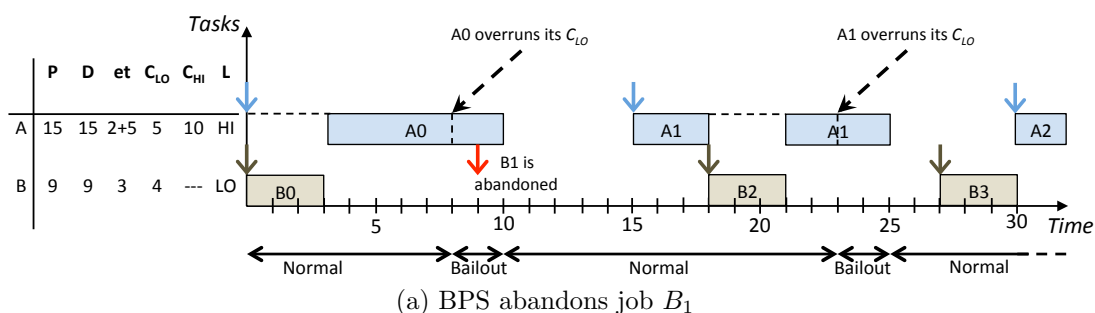 Tasks
A0 overruns its C_LO
A1 overruns its C_LO
P D et C_LO C_HI L
A 15 15 2+5 5 10 HI
A0 A1 A1 A2
B1 is
abandoned
B 9 9 3 4 --- LO
B0 B2 B3
5 10 15 20 25 30 Time
Normal Bailout Normal Bailout Normal
(a) BPS abandons job B_1